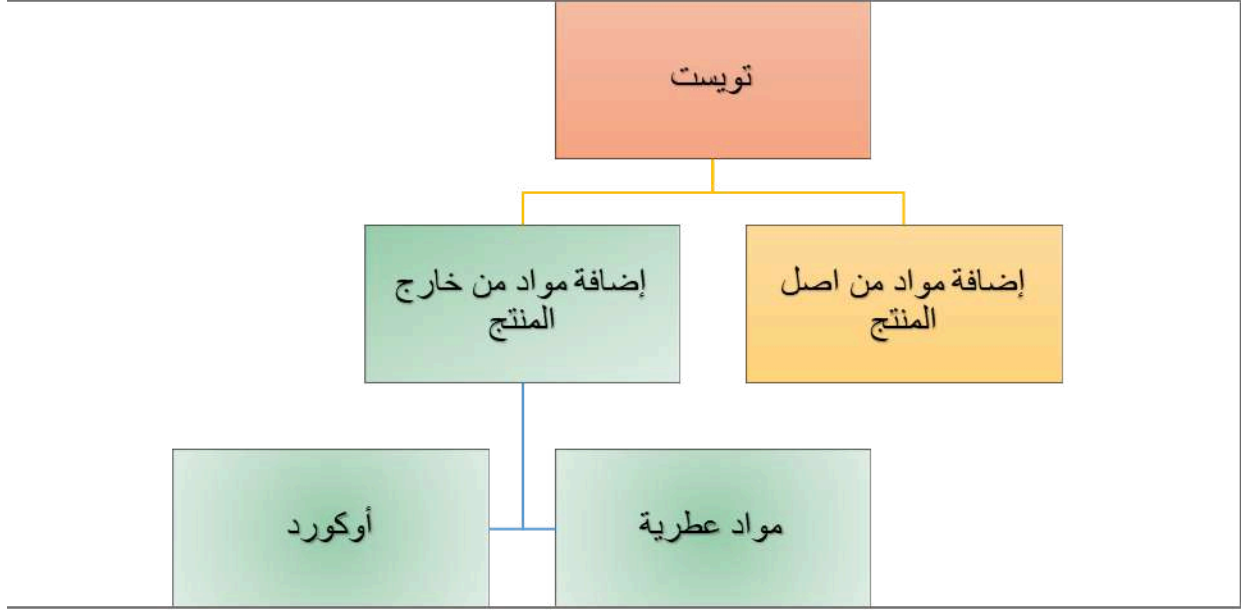 تويست
إضافة مواد من اصل
المنتج
إضافة مواد من خارج
المنتج
مواد عطرية
أوكورد